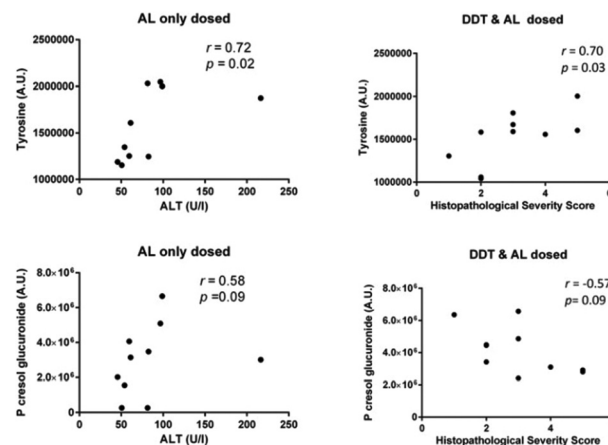 AL only dosed
r = 0.72
p = 0.02
Tyrosine (A.U.)
2500000
2000000
1500000
1000000
0 50 100 150 200 250
ALT (U/l)
DDT & AL dosed
r = 0.70
p = 0.03
Tyrosine (A.U.)
2500000
2000000
1500000
1000000
0 2 4
Histopathological Severity Score
AL only dosed
r = 0.58
p =0.09
P cresol glucuronide (A.U.)
8.0×10⁶
6.0×10⁶
4.0×10⁶
2.0×10⁶
0
0 50 100 150 200 250
ALT (U/l)
DDT & AL dosed
r = -0.57
p= 0.09
P cresol glucuronide (A.U.)
8.0×10⁶
6.0×10⁶
4.0×10⁶
2.0×10⁶
0
0 2 4
Histopathological Severity Score